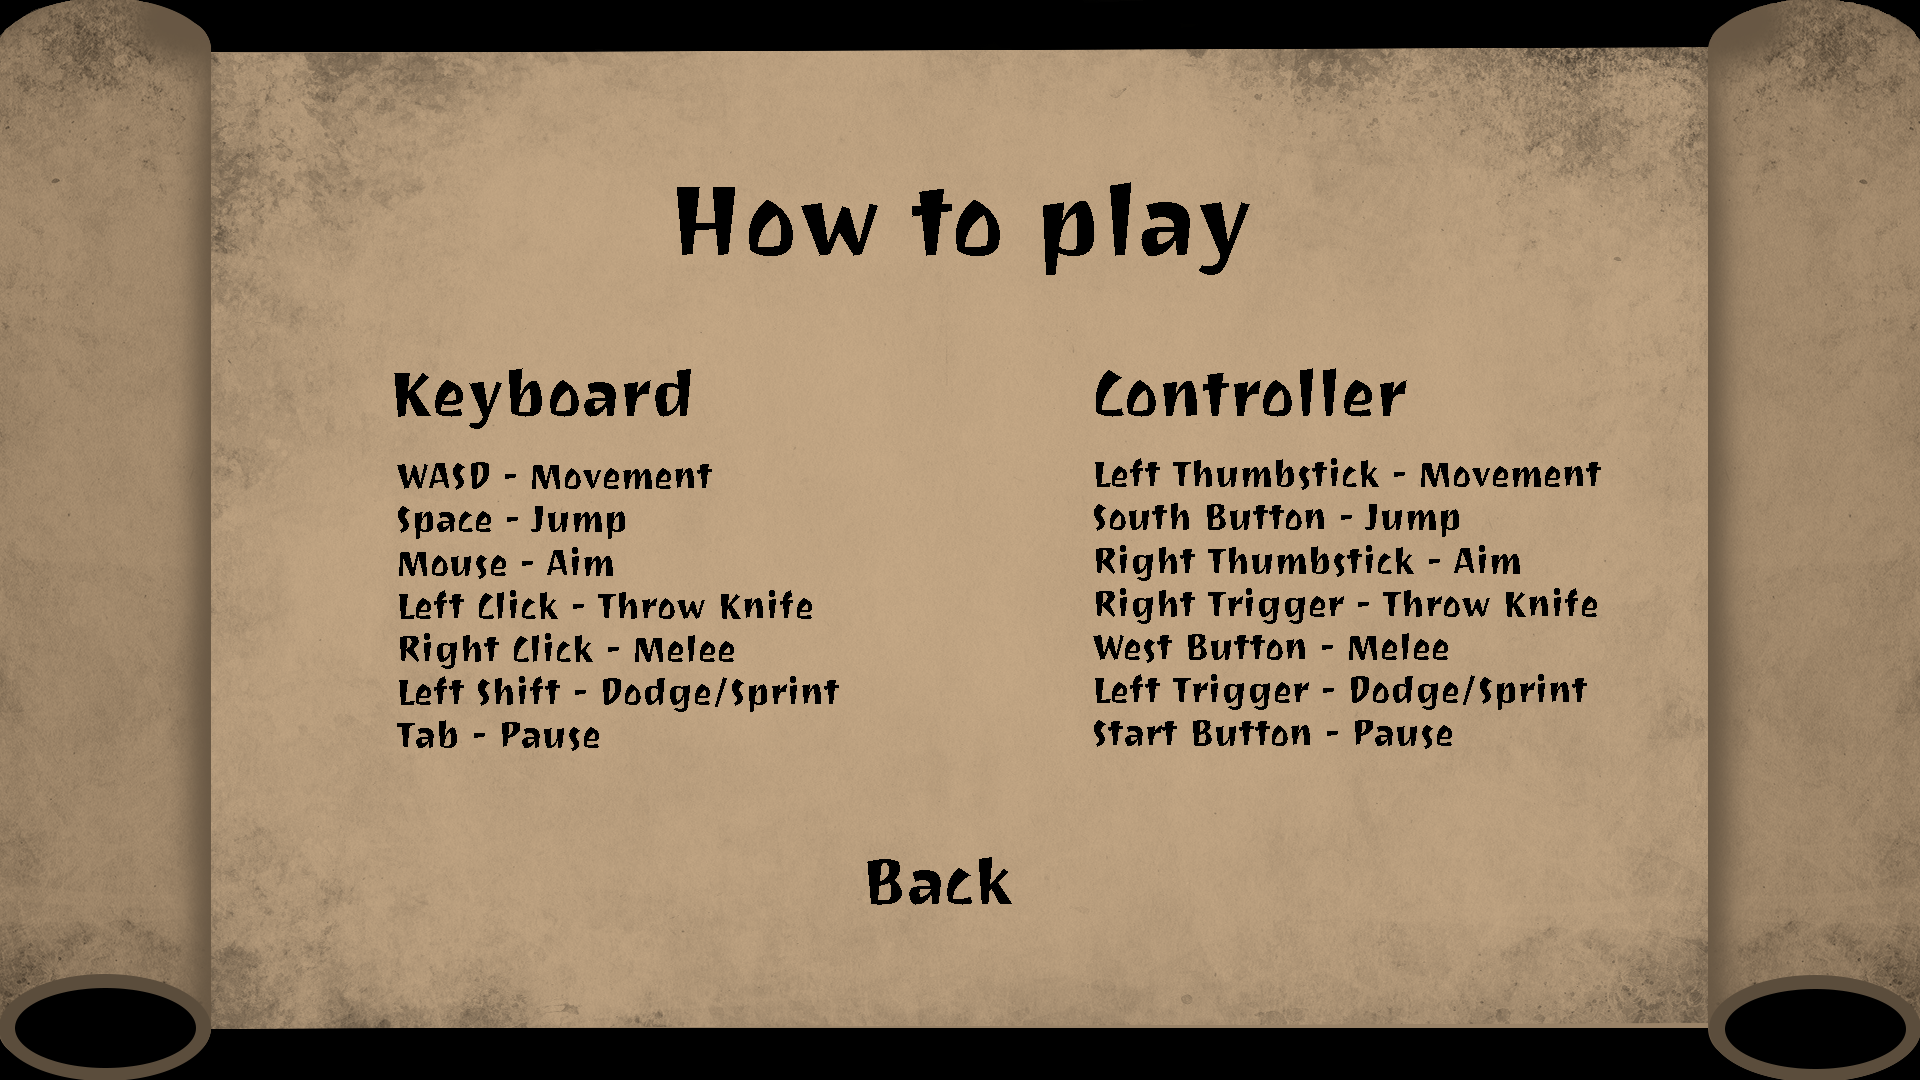 How to play
Keyboard
WASD - Movement
Space - Jump
Mouse - Aim
Left Click - Throw Knife
Right Click - Melee
Left Shift - Dodge/Sprint
Tab - Pause
Controller
Left Thumbstick - Movement
South Button - Jump
Right Thumbstick - Aim
Right Trigger - Throw Knife
West Button - Melee
Left Trigger - Dodge/Sprint
Start Button - Pause
Back